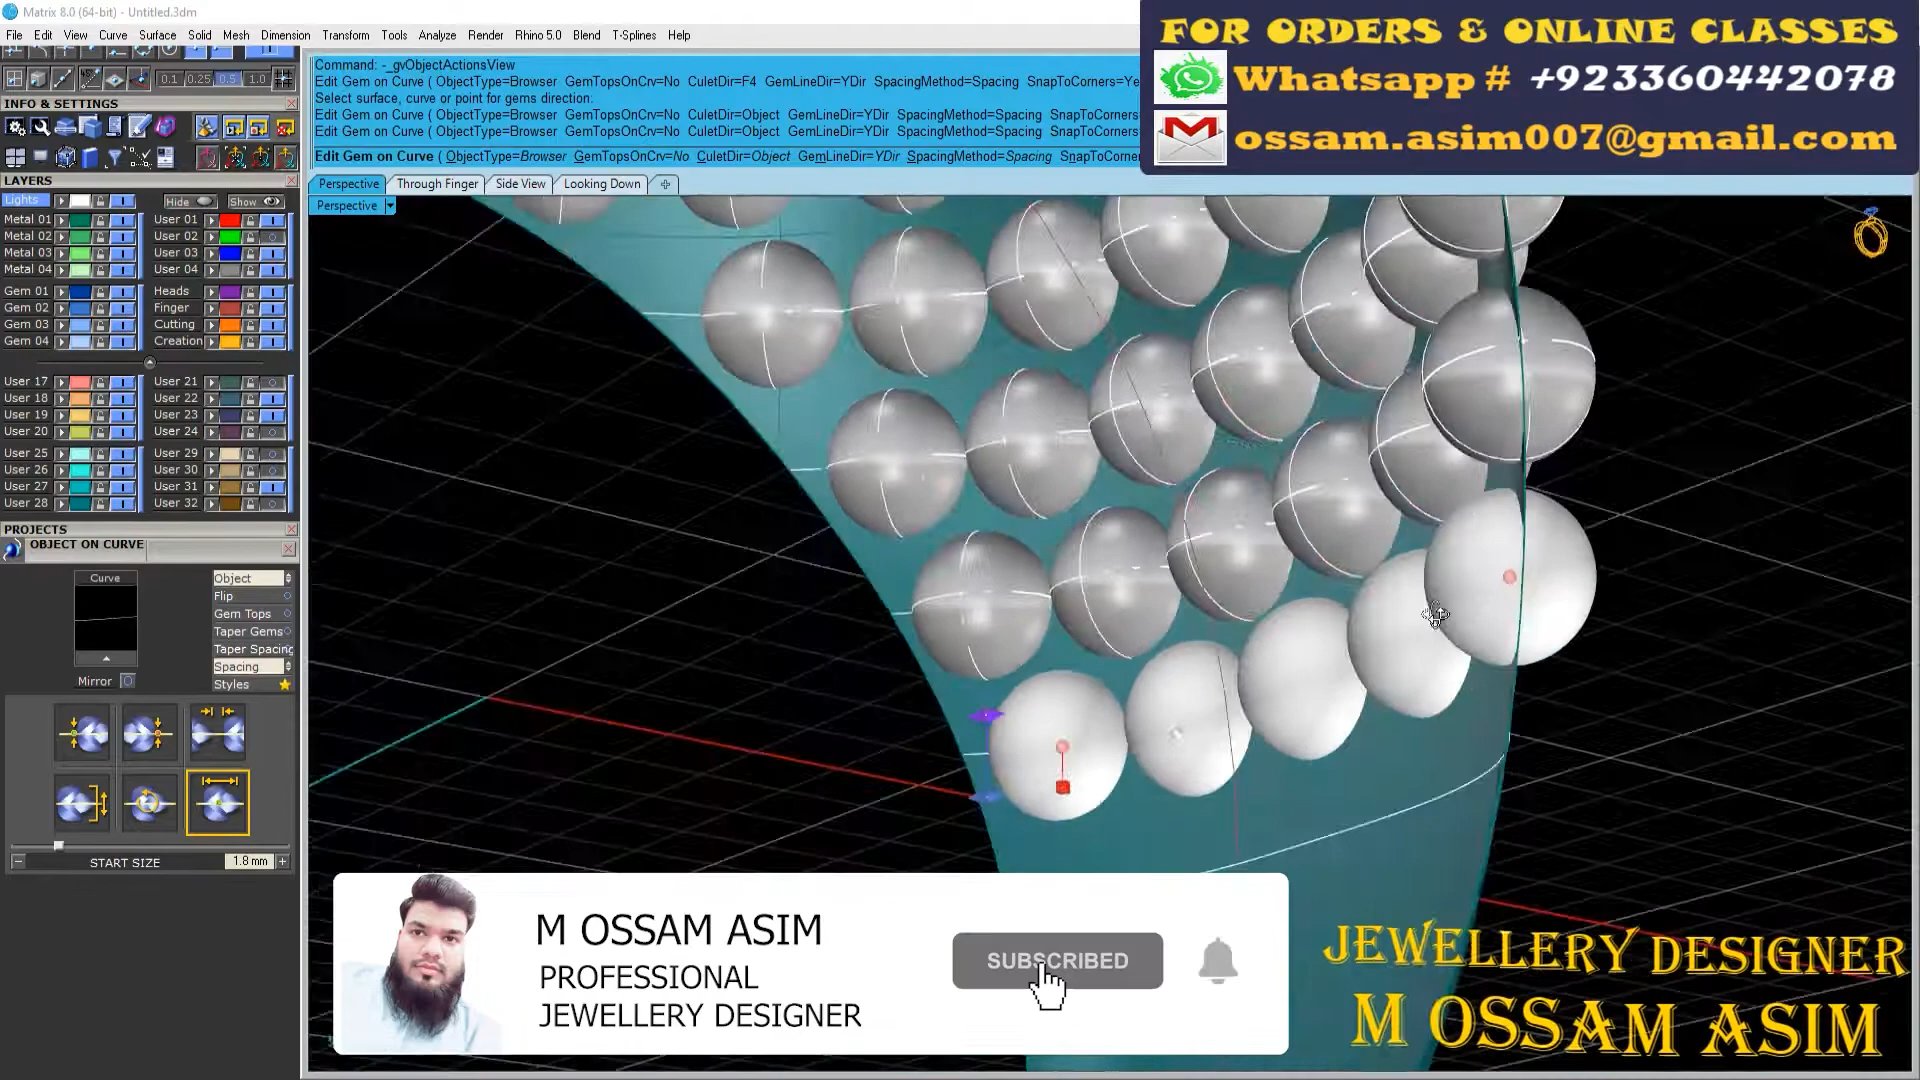 Matrix 8.0 (64-bit) - Untitled.3dm
File Edit View Curve Surface Solid Mesh Dimension Transform Tools Analyze Render Rhino 5.0 Blend T-Splines Help
FOR ORDERS & ONLINE CLASSES
Whatsapp # +923360442078
ossam.asim007@gmail.com
0.1 0.25 0.5 1.0
Command: -_gvObjectActionsView
Edit Gem on Curve ( ObjectType=Browser GemTopsOnCrv=No CuletDir=F4 GemLineDir=YDir SpacingMethod=Spacing SnapToCorners=Ye
Select surface, curve or point for gems direction:
Edit Gem on Curve ( ObjectType=Browser GemTopsOnCrv=No CuletDir=Object GemLineDir=YDir SpacingMethod=Spacing SnapToCorners
Edit Gem on Curve ( ObjectType=Browser GemTopsOnCrv=No CuletDir=Object GemLineDir=YDir SpacingMethod=Spacing SnapToCorners
Edit Gem on Curve ( ObjectType=Browser GemTopsOnCrv=No CuletDir=Object GemLineDir=YDir SpacingMethod=Spacing SnapToCorner
Perspective Through Finger Side View Looking Down
Perspective
INFO & SETTINGS
LAYERS
Lights Hide Show
Metal 01 User 01
Metal 02 User 02
Metal 03 User 03
Metal 04 User 04
Gem 01 Heads
Gem 02 Finger
Gem 03 Cutting
Gem 04 Creation
User 17 User 21
User 18 User 22
User 19 User 23
User 20 User 24
User 25 User 29
User 26 User 30
User 27 User 31
User 28 User 32
PROJECTS
OBJECT ON CURVE
Curve
Object
Flip
Gem Tops
Taper Gems
Taper Spacing
Spacing
Mirror
Styles
START SIZE 1.8 mm
M OSSAM ASIM
PROFESSIONAL
JEWELLERY DESIGNER
SUBSCRIBED
JEWELLERY DESIGNER
M OSSAM ASIM